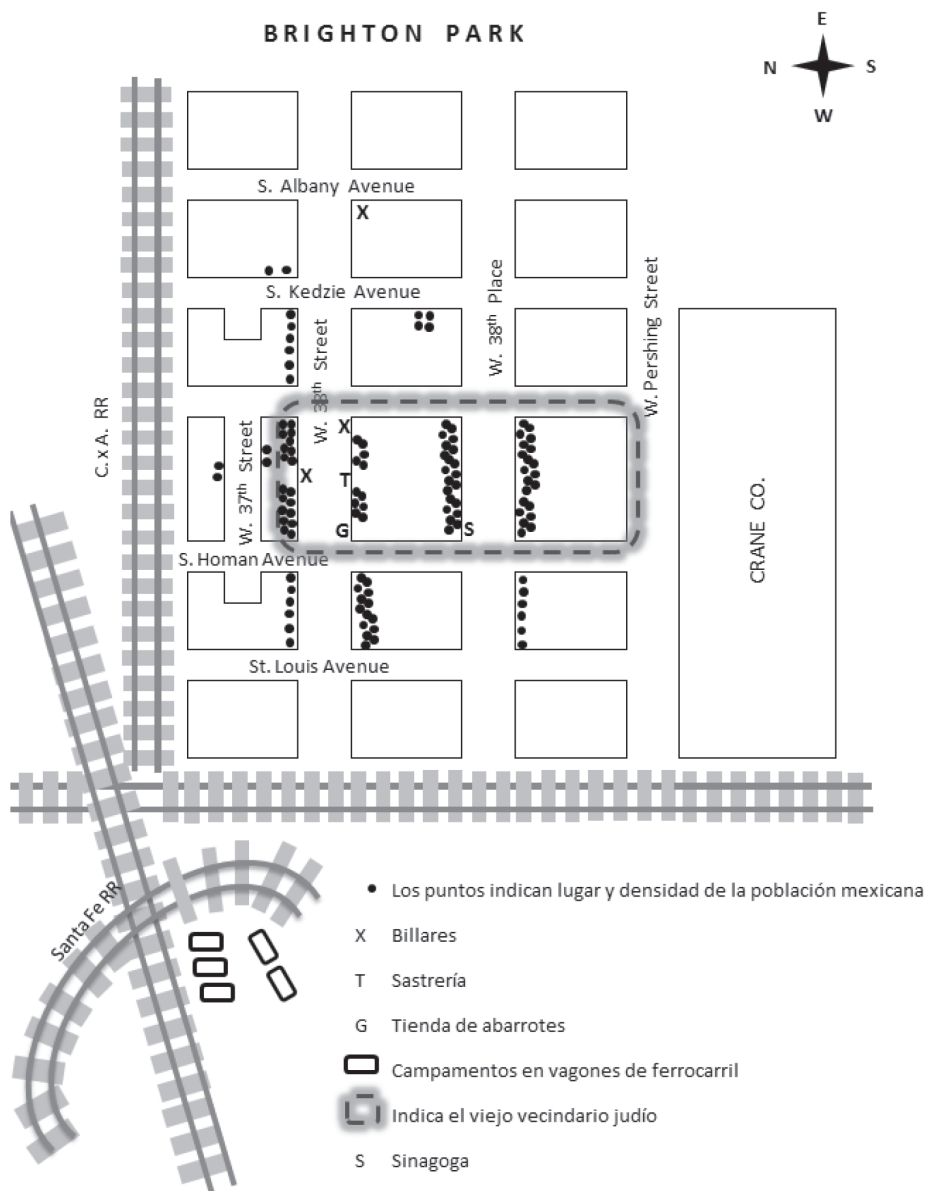 BRIGHTON PARK
E
N
S
W
S. Albany Avenue
X
S. Kedzie Avenue
W. 38th Place
W. Pershing Street
W. 38th Street
C.x A. RR
W. 37th Street
X
X
T
G
S
CRANE CO.
S. Homan Avenue
St. Louis Avenue
Santa Fe RR
• Los puntos indican lugar y densidad de la población mexicana
X Billares
T Sastrería
G Tienda de abarrotes
Campamentos en vagones de ferrocarril
Indica el viejo vecindario judío
S Sinagoga